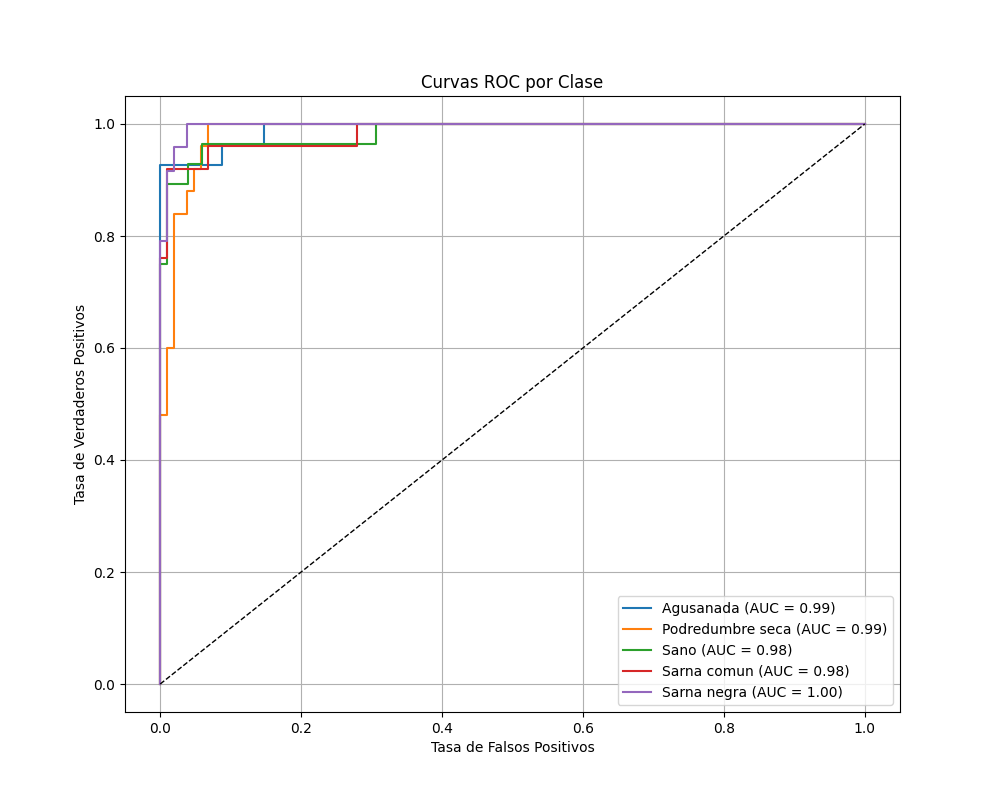 Curvas ROC por Clase
Tasa de Verdaderos Positivos
1.0
0.8
0.6
0.4
0.2
0.0
Agusanada (AUC = 0.99)
Podredumbre seca (AUC = 0.99)
Sano (AUC = 0.98)
Sarna comun (AUC = 0.98)
Sarna negra (AUC = 1.00)
0.0 0.2 0.4 0.6 0.8 1.0
Tasa de Falsos Positivos